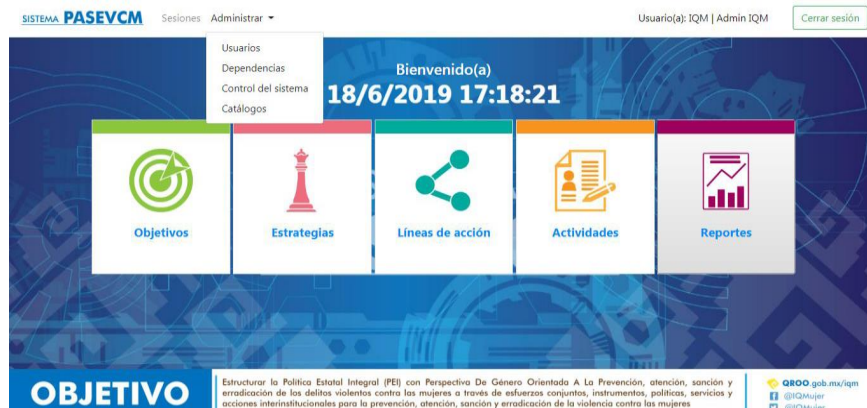 SISTEMA PASEVCM Sesiones Administrar Usuario(a): IQM | Admin IQM Cerrar sesión
Usuarios
Dependencias
Control del sistema
Catálogos
Bienvenido(a)
18/6/2019 17:18:21
Objetivos Estrategias Líneas de acción Actividades Reportes
OBJETIVO
Estructurar la Política Estatal Integral (PEI) con Perspectiva De Género Orientada A La Prevención, atención, sanción y
erradicación de los delitos violentos contra las mujeres a través de esfuerzos conjuntos, instrumentos, políticas, servicios y
acciones interinstitucionales para la prevención, atención, sanción y erradicación de la violencia contra las mujeres
QROO.gob.mx/iqm
@IQMujer
@IQMujer